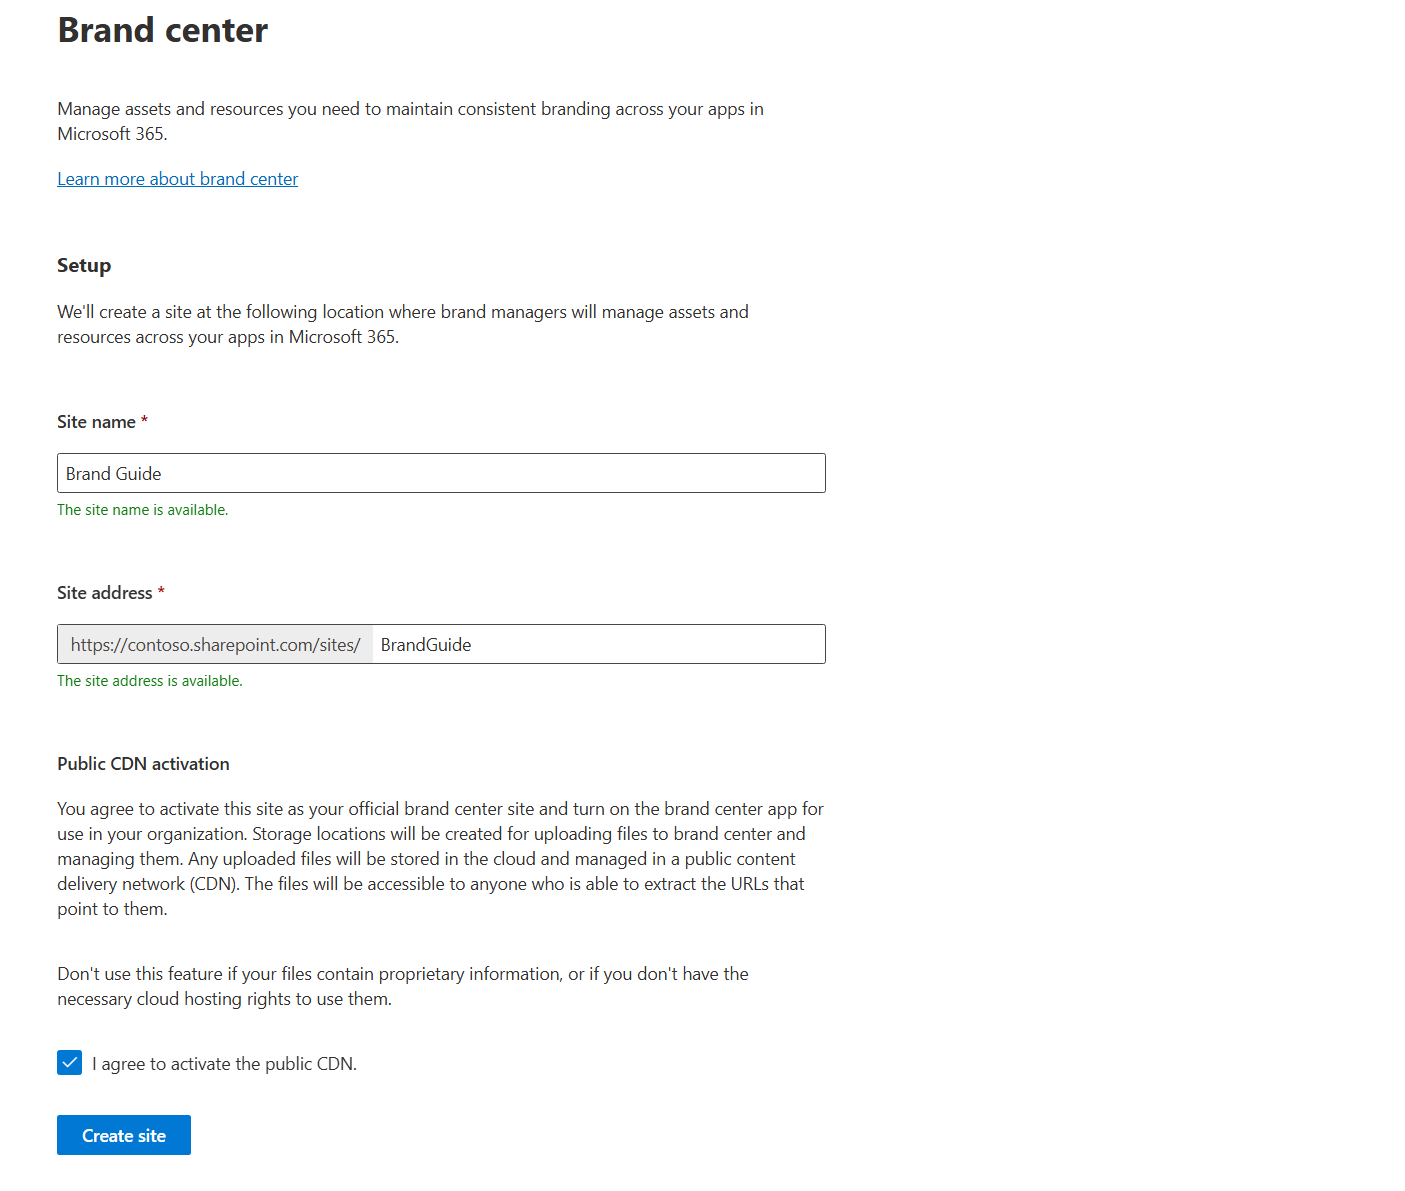 Brand center
Manage assets and resources you need to maintain consistent branding across your apps in
Microsoft 365.
Learn more about brand center
Setup
We'll create a site at the following location where brand managers will manage assets and
resources across your apps in Microsoft 365.
Site name *
Brand Guide
The site name is available.
Site address *
https://contoso.sharepoint.com/sites/ BrandGuide
The site address is available.
Public CDN activation
You agree to activate this site as your official brand center site and turn on the brand center app for
use in your organization. Storage locations will be created for uploading files to brand center and
managing them. Any uploaded files will be stored in the cloud and managed in a public content
delivery network (CDN). The files will be accessible to anyone who is able to extract the URLs that
point to them.
Don't use this feature if your files contain proprietary information, or if you don't have the
necessary cloud hosting rights to use them.
I agree to activate the public CDN.
Create site